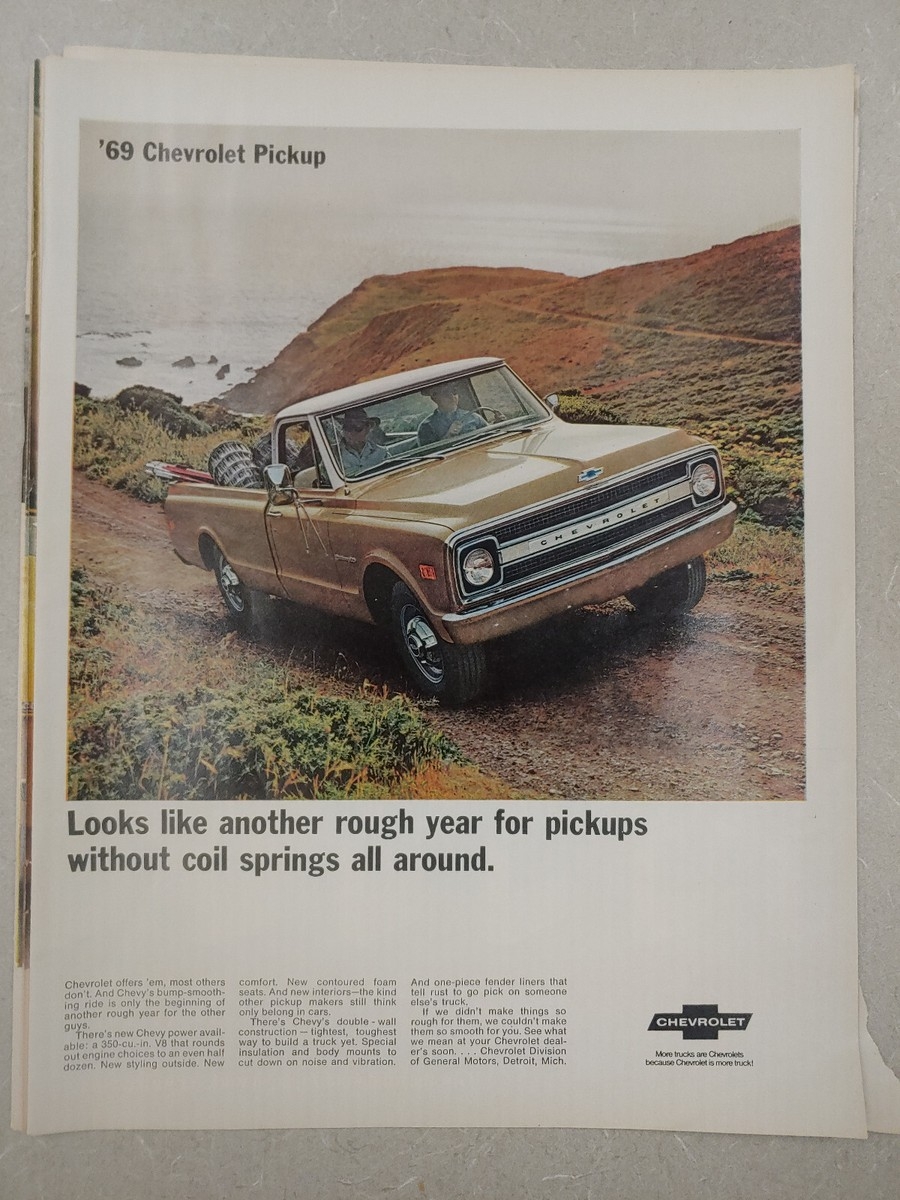 '69 Chevrolet Pickup
CHEVROLET
Looks like another rough year for pickups
without coil springs all around.
Chevrolet offers 'em, most others
don't. And Chevy's bump-smooth-
ing ride is only the beginning of
another rough year for the other
guys.
There's new Chevy power avail-
able: a 350-cu.-in. V8 that rounds
out engine choices to an even half
dozen. New styling outside. New
comfort. New contoured foam
seats. And new interiors—the kind
other pickup makers still think
only belong in cars.
There's Chevy's double-wall
construction — tightest, toughest
way to build a truck yet. Special
insulation and body mounts to
cut down on noise and vibration.
And one-piece fender liners that
tell rust to go pick on someone
else's truck.
If we didn't make things so
rough for them, we couldn't make
them so smooth for you. See what
we mean at your Chevrolet deal-
er's soon. . . . Chevrolet Division
of General Motors, Detroit, Mich.
CHEVROLET
More trucks are Chevrolets
because Chevrolet is more truck!